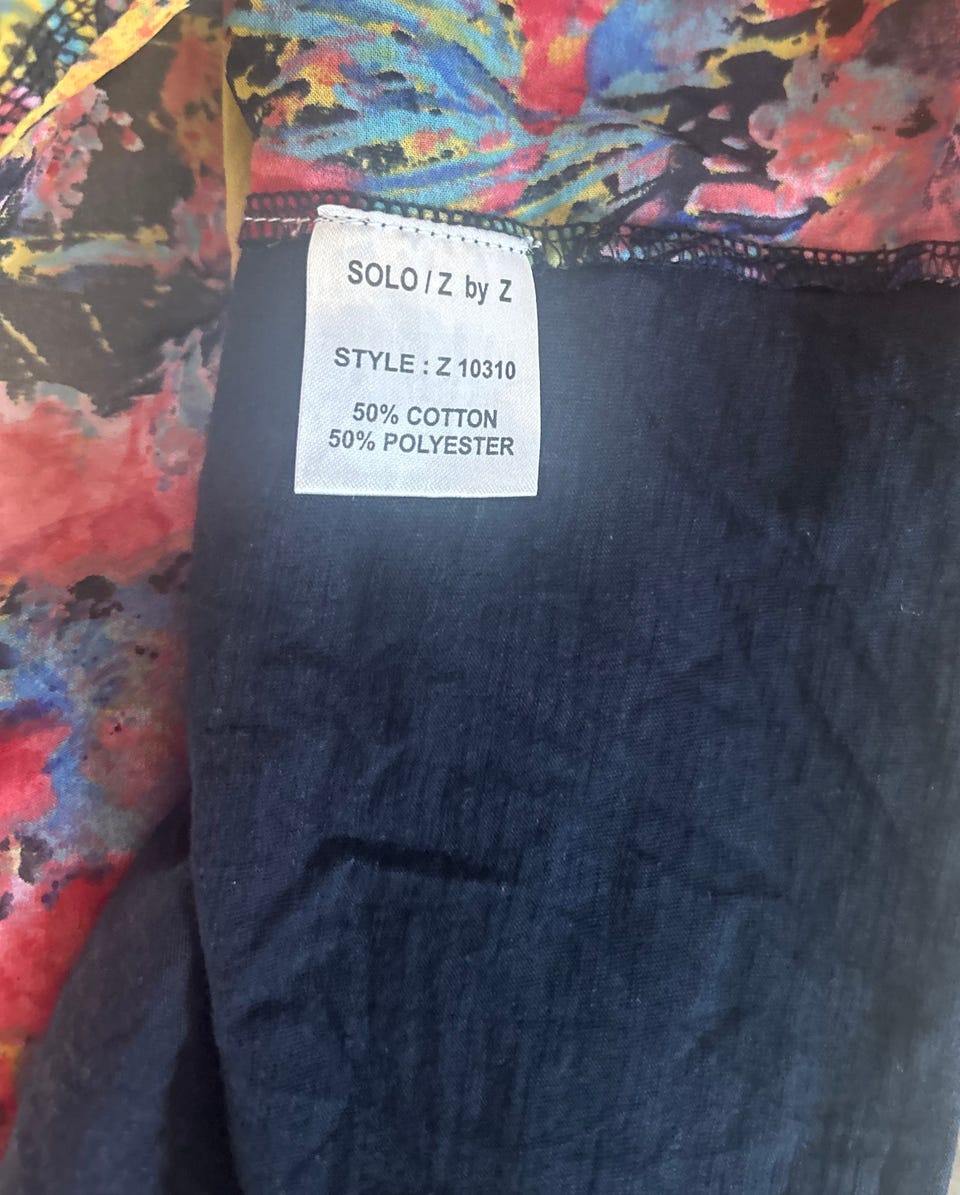 SOLO / Z by Z
STYLE : Z 10310
50% COTTON
50% POLYESTER